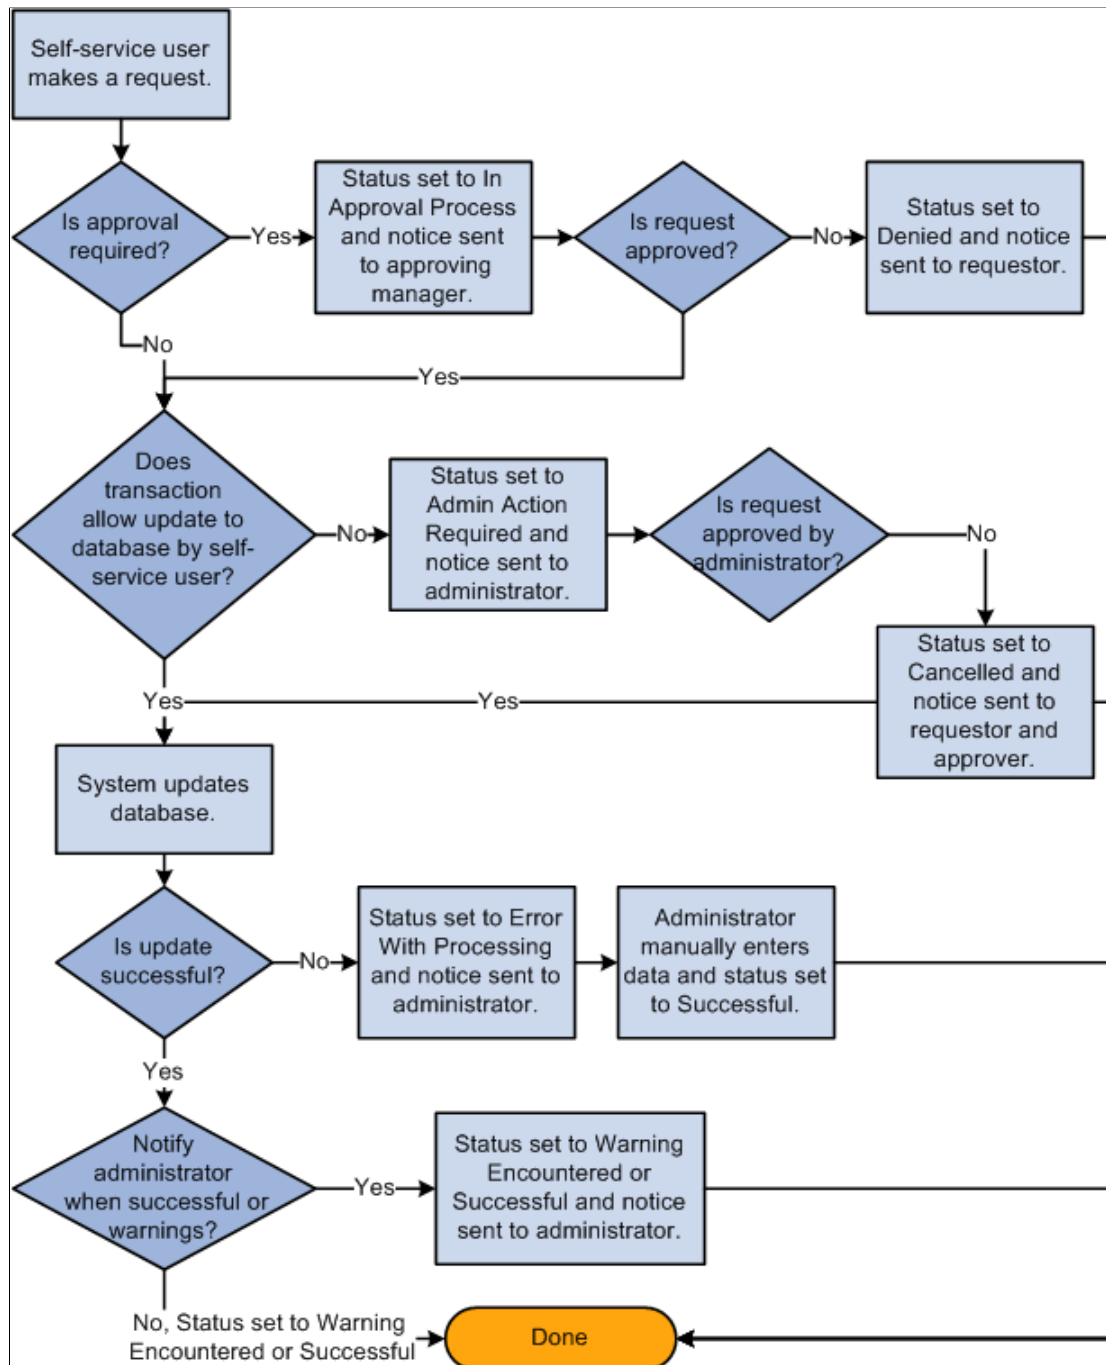 Self-service user
makes a request.
Is approval
required?
Yes
Status set to In
Approval Process
and notice sent
to approving
manager.
Is request
approved?
No
Status set to
Denied and notice
sent to requestor.
No
Yes
Does
transaction
allow update to
database by self-
service user?
No
Status set to
Admin Action
Required and
notice sent to
administrator.
Is request
approved by
administrator?
No
Status set to
Cancelled and
notice sent to
requestor and
approver.
Yes
Yes
System updates
database.
Is update
successful?
No
Status set to Error
With Processing
and notice sent to
administrator.
Administrator
manually enters
data and status set
to Successful.
Yes
Notify
administrator
when successful or
warnings?
Yes
Status set to Warning
Encountered or
Successful and notice
sent to administrator.
No, Status set to Warning
Encountered or Successful
Done